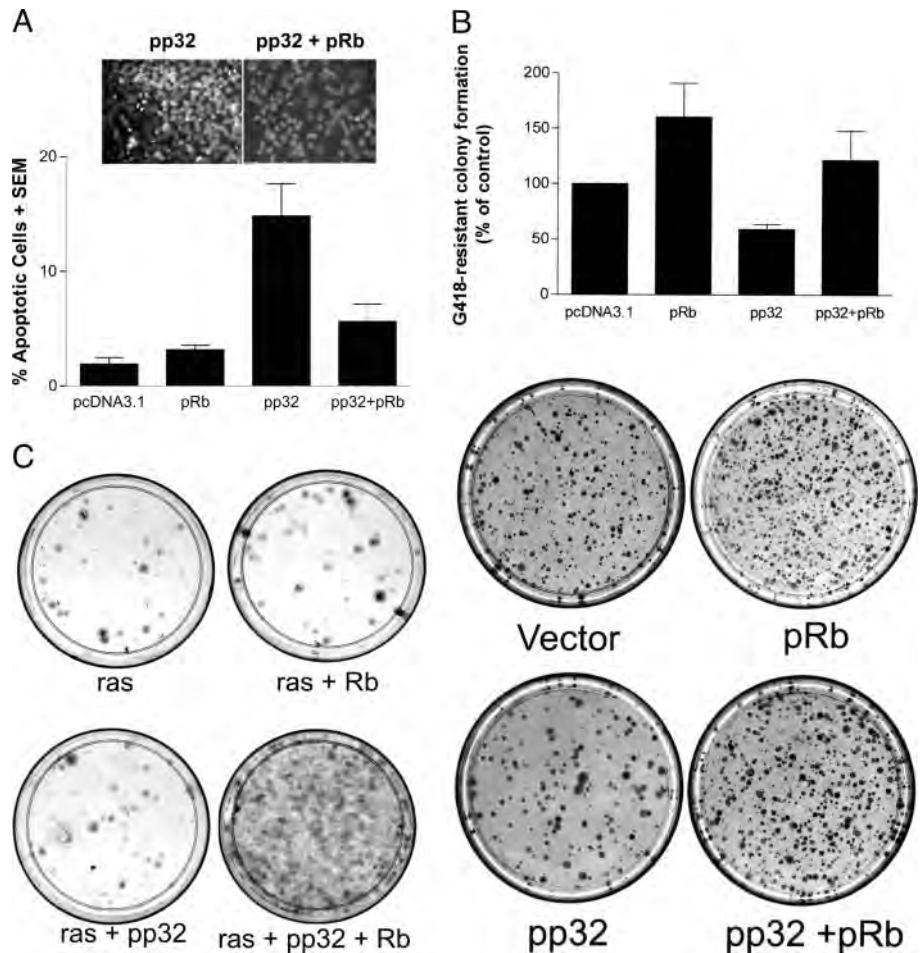 A
pp32 pp32 + pRb
% Apoptotic Cells + SEM
20
10
0
pcDNA3.1 pRb pp32 pp32+pRb
B
G418-resistant colony formation
(% of control)
200
150
100
50
0
pcDNA3.1 pRb pp32 pp32+pRb
C
ras ras + Rb
ras + pp32 ras + pp32 + Rb
Vector pRb
pp32 pp32 +pRb